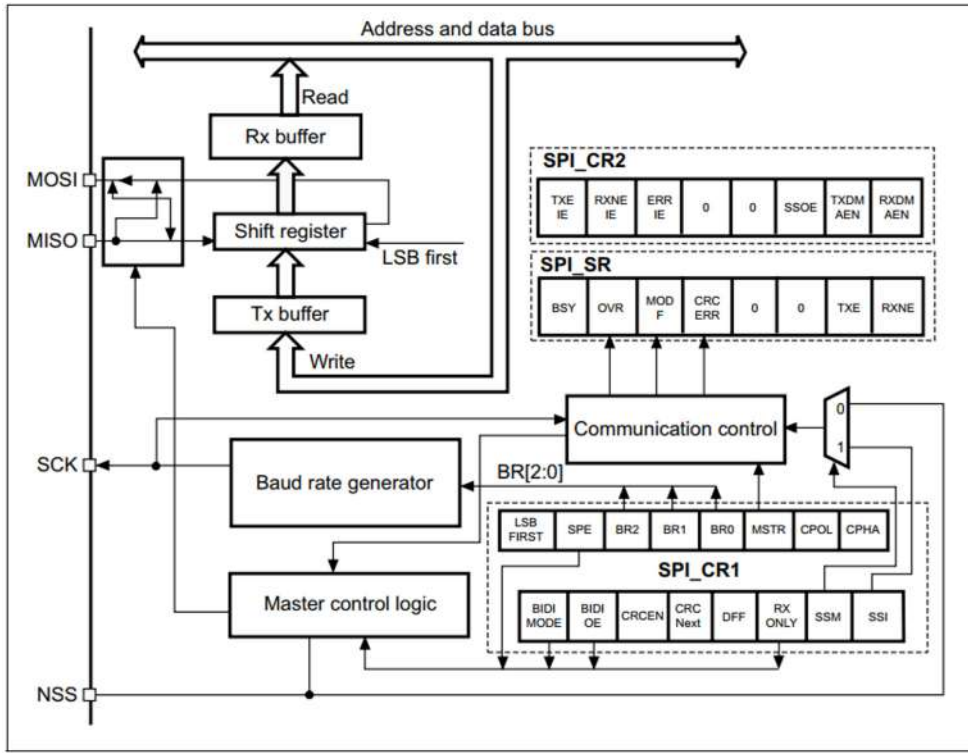 Address and data bus
Read
Rx buffer
MOSI
MISO
Shift register
LSB first
Tx buffer
Write
SPI_CR2
TXE IE
RXNE IE
ERR IE
0
0
SSOE
TXDM AEN
RXDM AEN
SPI_SR
BSY
OVR
MOD F
CRC ERR
0
0
TXE
RXNE
Communication control
0
1
SCK
Baud rate generator
BR[2:0]
LSB FIRST
SPE
BR2
BR1
BR0
MSTR
CPOL
CPHA
SPI_CR1
Master control logic
BIDI MODE
BIDI OE
CRCEN
CRC Next
DFF
RX ONLY
SSM
SSI
NSS